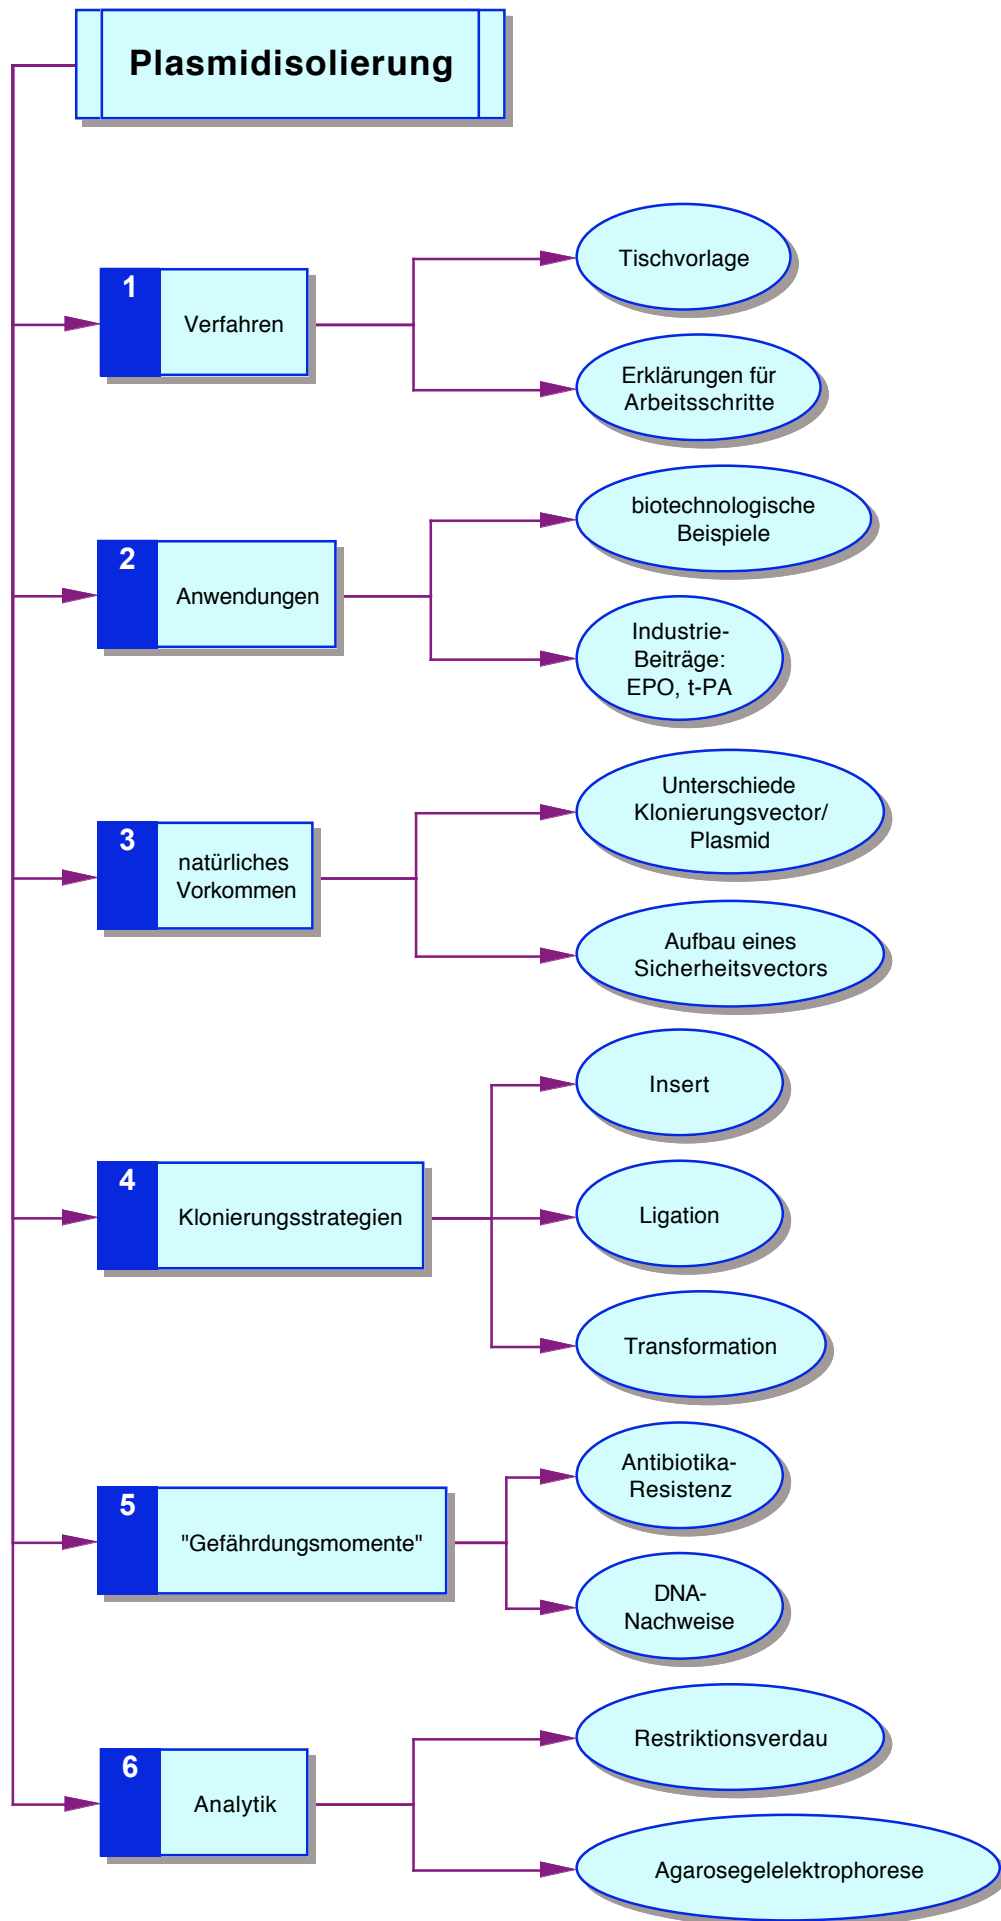 Plasmidisolierung
1
Verfahren
Tischvorlage
Erklärungen für
Arbeitsschritte
2
Anwendungen
biotechnologische
Beispiele
Industrie-
Beiträge:
EPO, t-PA
3
natürliches
Vorkommen
Unterschiede
Klonierungsvector/
Plasmid
Aufbau eines
Sicherheitsvectors
4
Klonierungsstrategien
Insert
Ligation
Transformation
5
"Gefährdungsmomente"
Antibiotika-
Resistenz
DNA-
Nachweise
6
Analytik
Restriktionsverdau
Agarosegelelektrophorese